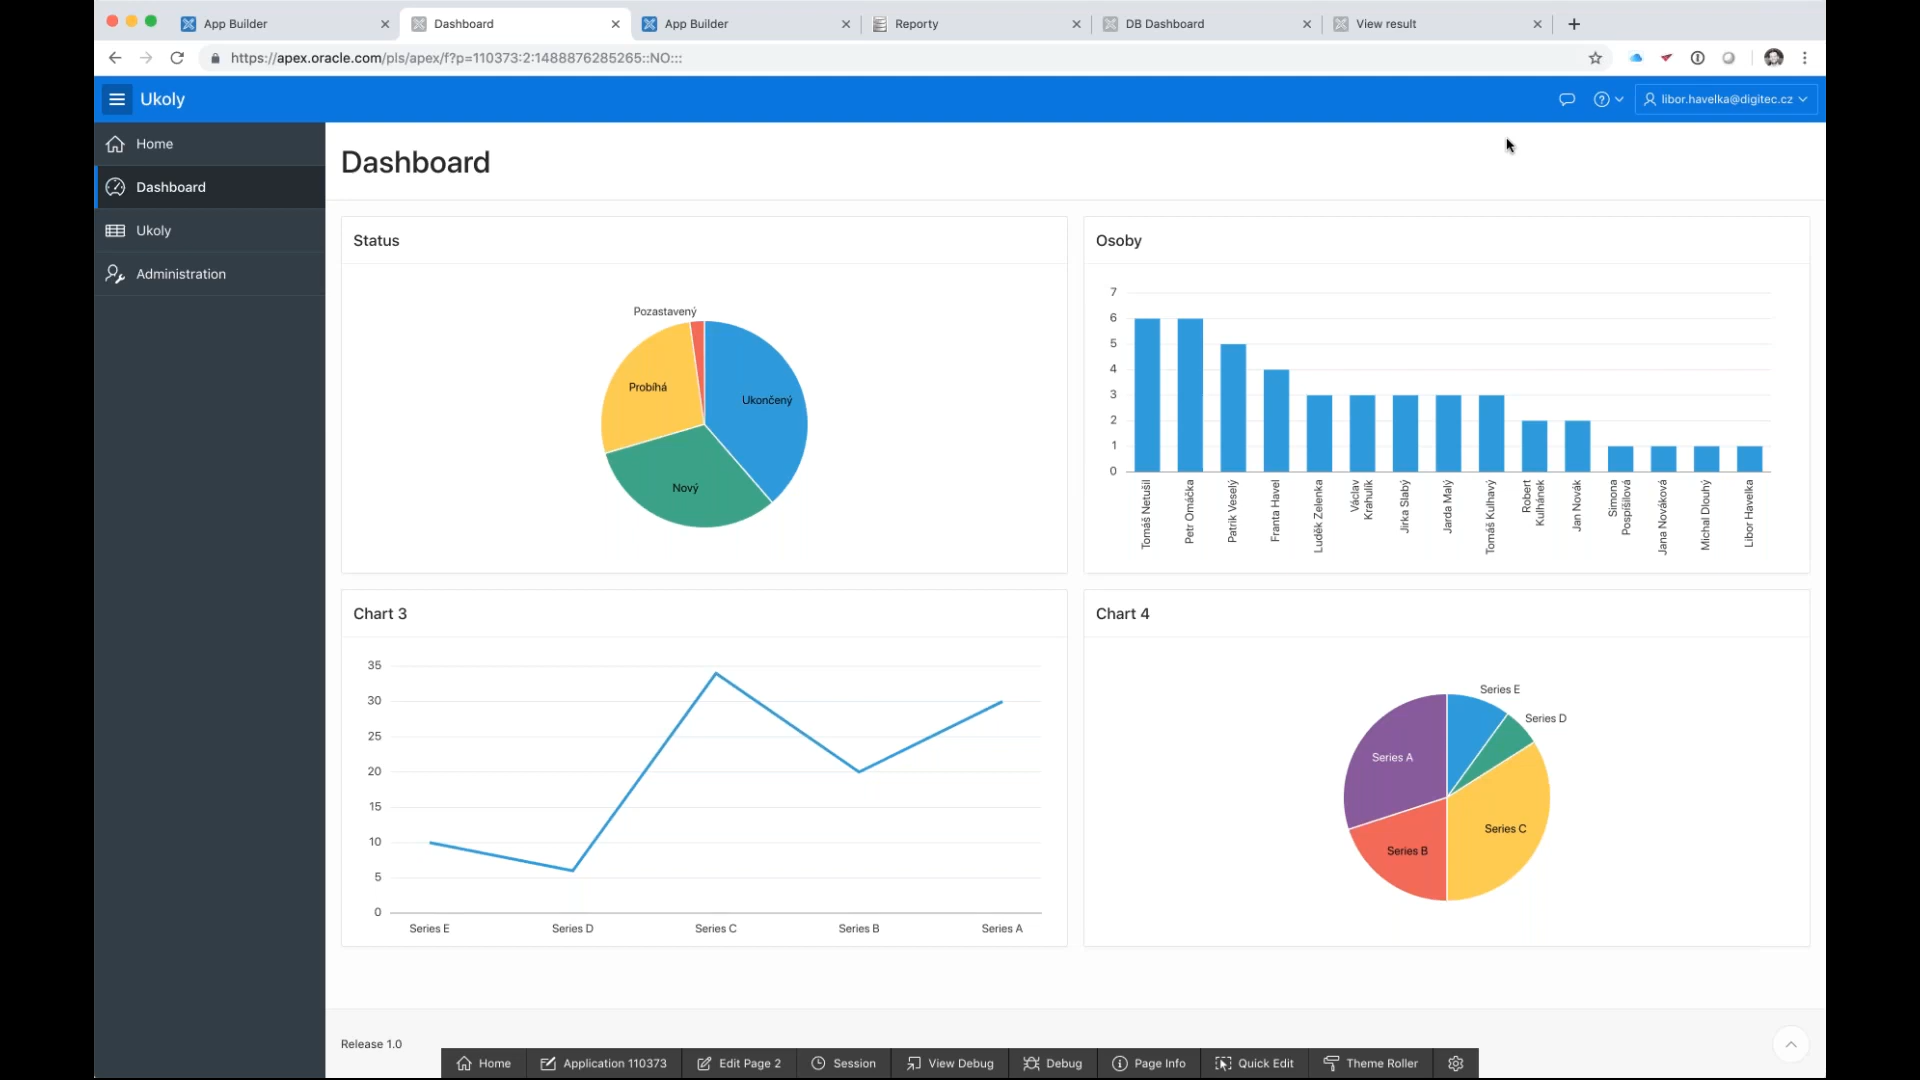 App Builder
Dashboard
App Builder
Reporty
DB Dashboard
View result
https://apex.oracle.com/pls/apex/f?p=110373:2:1488876285265::NO:::
Ukoly
libor.havelka@digitec.cz
Home
Dashboard
Ukoly
Administration
Dashboard
Status
Pozastavený
Probíhá
Ukončený
Nový
Osoby
7
6
5
4
3
2
1
0
Tomáš Netušil
Petr Omáčka
Patrik Veselý
Franta Havel
Luděk Zelenka
Václav
Krahulík
Jirka Slabý
Jarda Malý
Tomáš Kulhavý
Robert
Kulhánek
Jan Novák
Simona
Pospíšilová
Jana Nováková
Michal Dlouhý
Libor Havelka
Chart 3
35
30
25
20
15
10
5
0
Series E
Series D
Series C
Series B
Series A
Chart 4
Series E
Series D
Series A
Series C
Series B
Release 1.0
Home
Application 110373
Edit Page 2
Session
View Debug
Debug
Page Info
Quick Edit
Theme Roller